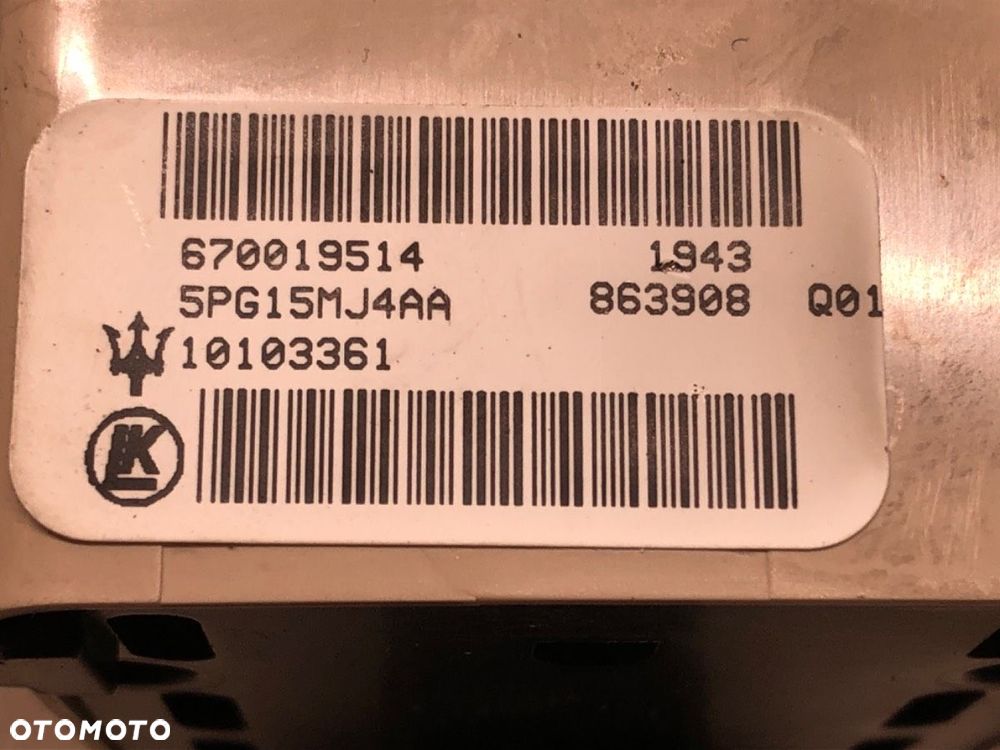 670019514 1943
5PG15MJ4AA 863908 Q01
10103361
K
OTOMOTO